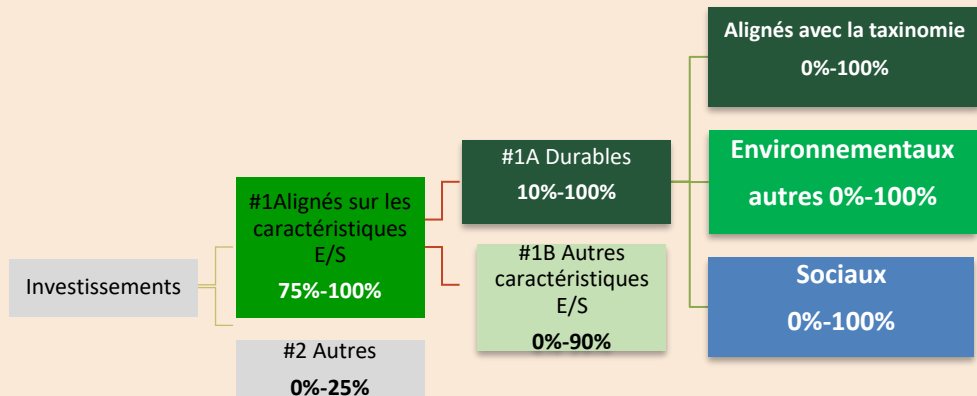 Investissements
#1Alignés sur les
caractéristiques
E/S
75%-100%
#2 Autres
0%-25%
#1A Durables
10%-100%
#1B Autres
caractéristiques
E/S
0%-90%
Alignés avec la taxinomie
0%-100%
Environnementaux
autres 0%-100%
Sociaux
0%-100%